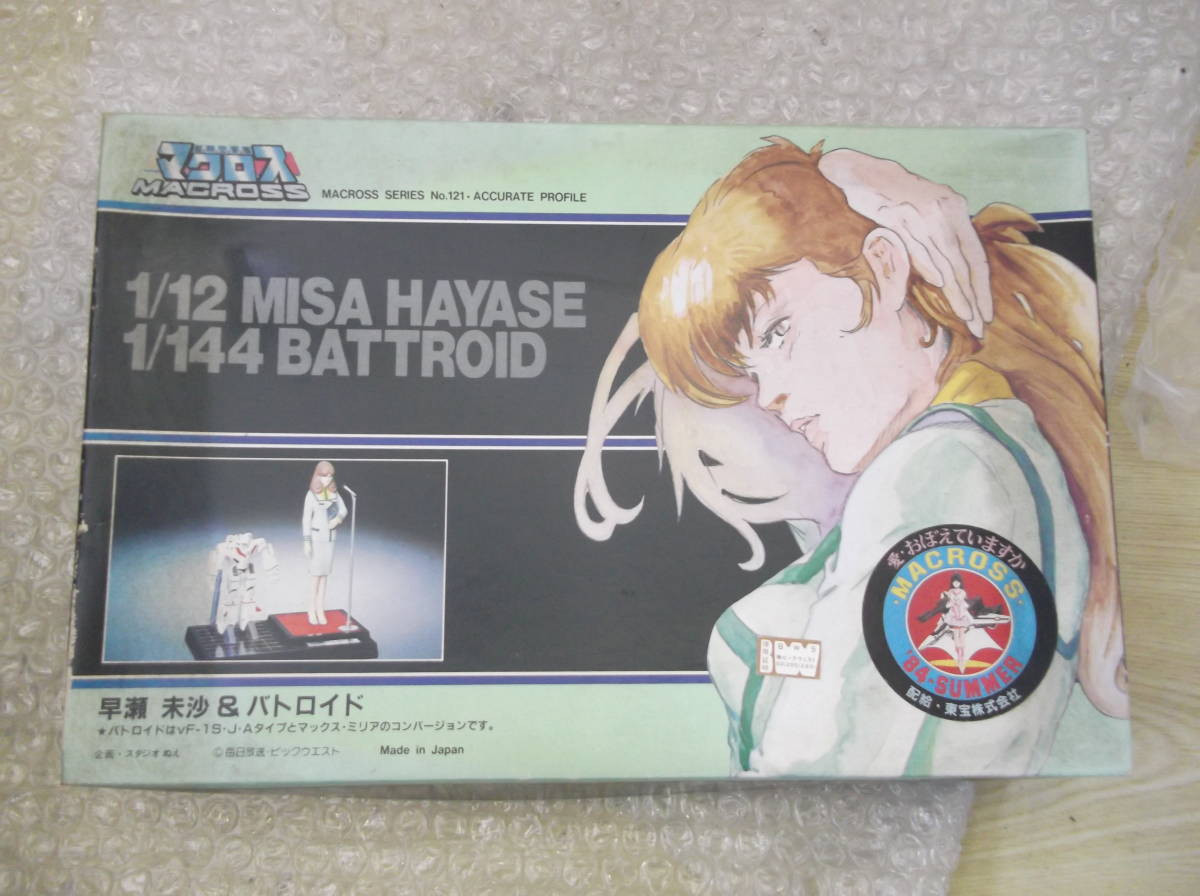 マクロス
MACROSS
MACROSS SERIES No.121・ACCURATE PROFILE
1/12 MISA HAYASE
1/144 BATTROID
愛・おぼえていますか
・MACROSS・
'84・SUMMER
配給・東宝株式会社
BWS
早瀬 未沙 & バトロイド
★バトロイドはVF-1S・J・Aタイプとマックス・ミリアのコンバージョンです。
企画・スタジオぬえ ©毎日放送・ビックウエスト Made in Japan